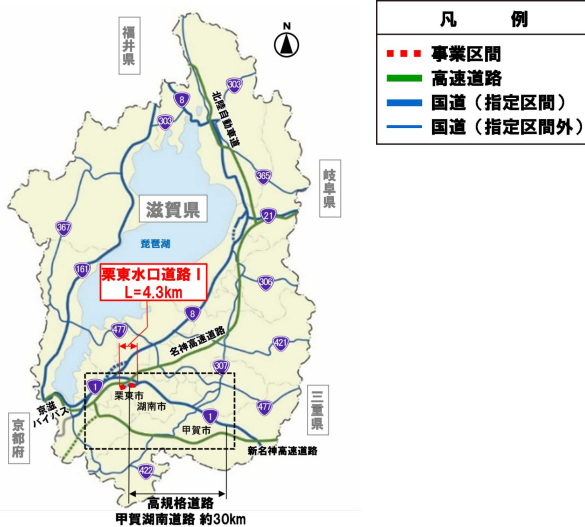 福井県
N
凡 例
事業区間
高速道路
国道（指定区間）
国道（指定区間外）
303
8
303
北陸自動車道
365
岐阜県
滋賀県
21
367
琵琶湖
161
栗東水口道路Ⅰ
L=4.3km
306
8
477
名神高速道路
421
307
1
京滋
バイパス
栗東市
湖南市
三重県
477
1
甲賀市
京都府
新名神高速道路
422
高規格道路
甲賀湖南道路 約30km